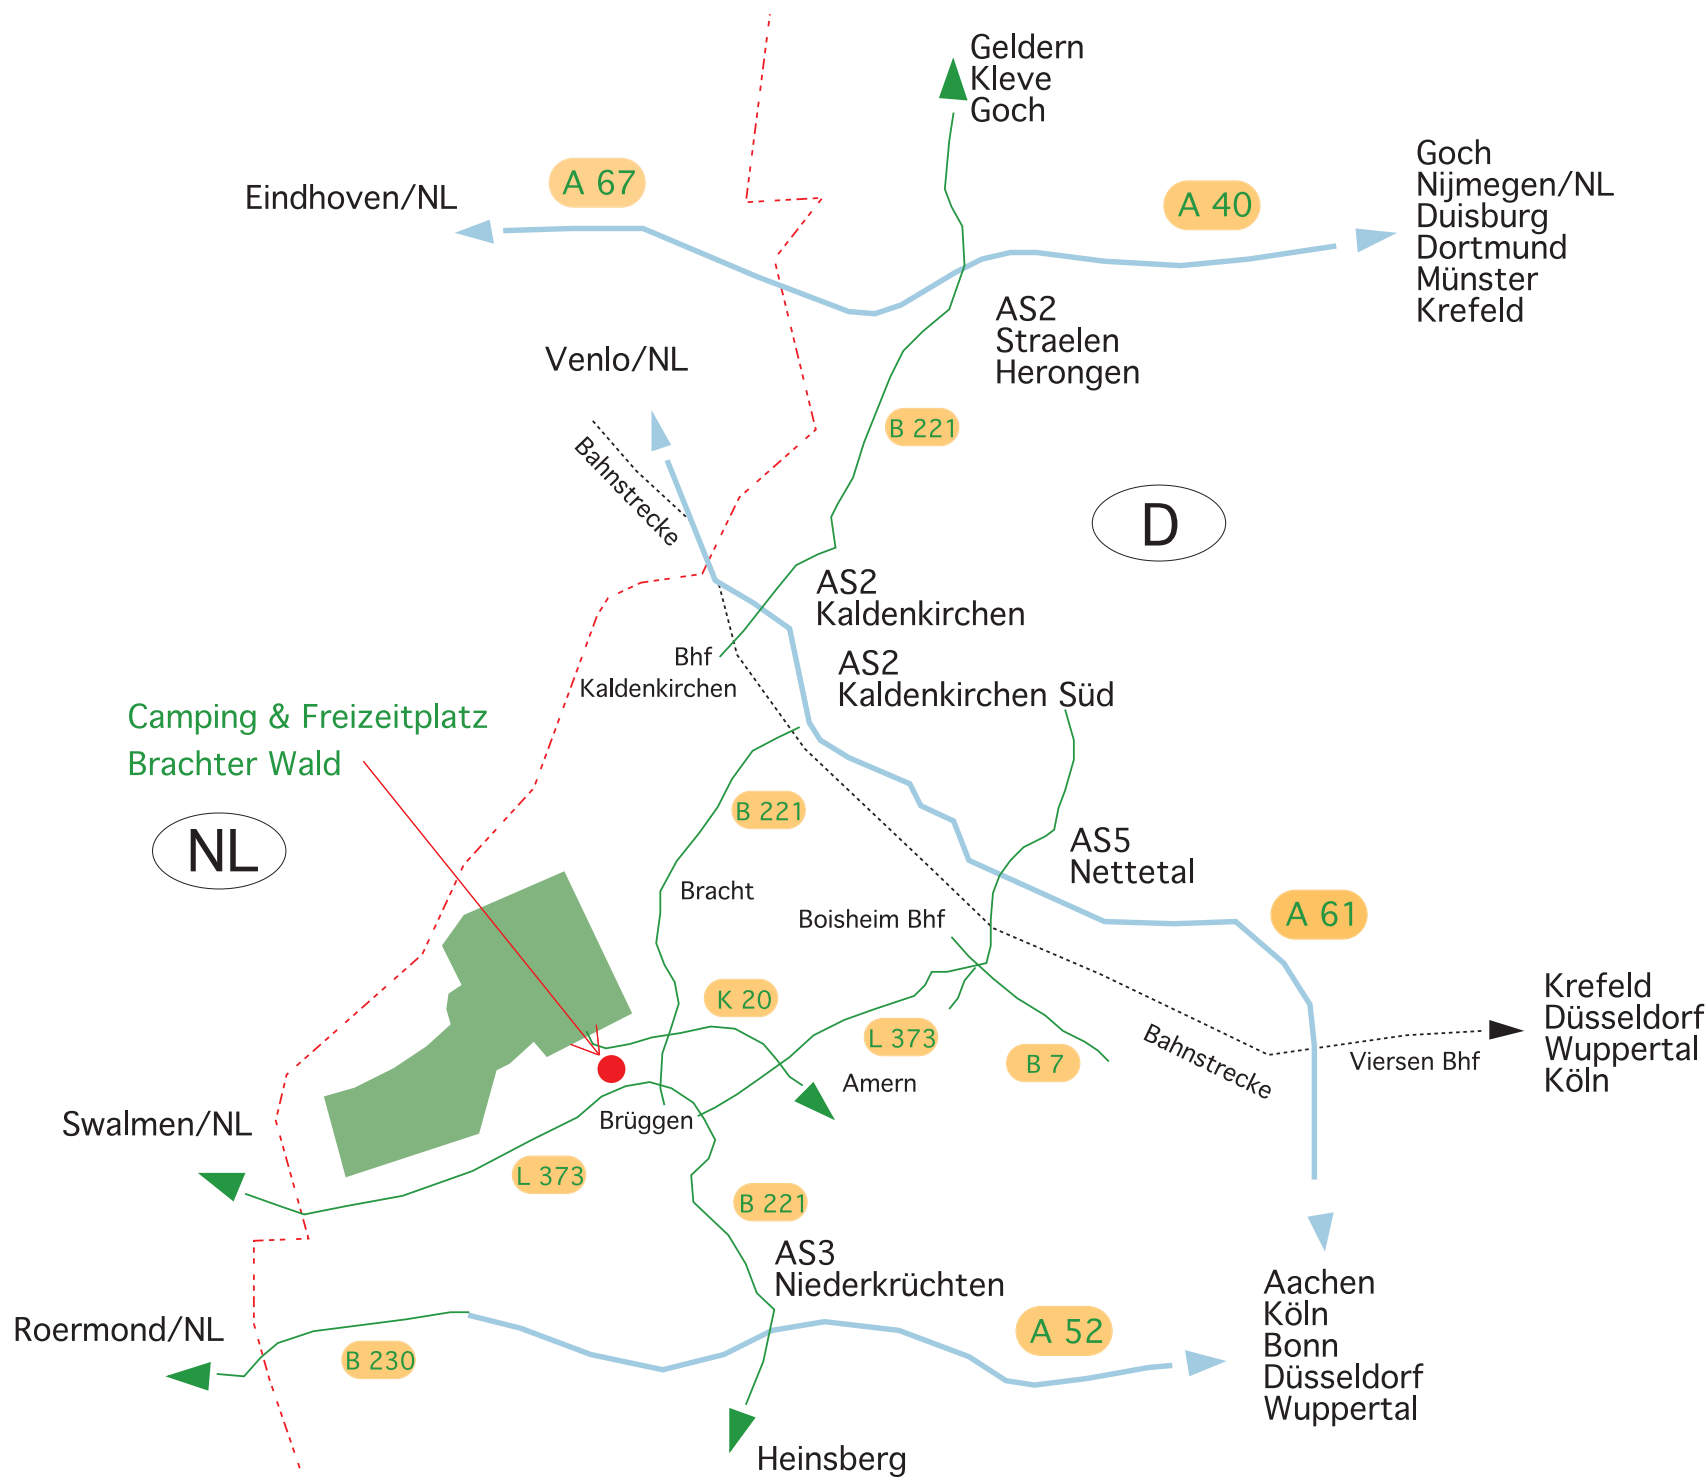 Geldern
Kleve
Goch
A 67
Eindhoven/NL
A 40
Goch
Nijmegen/NL
Duisburg
Dortmund
Münster
Krefeld
AS2
Straelen
Herongen
Venlo/NL
B 221
Bahnstrecke
D
AS2
Kaldenkirchen
Bhf
Kaldenkirchen
AS2
Kaldenkirchen Süd
Camping & Freizeitplatz
Brachter Wald
NL
B 221
AS5
Nettetal
Bracht
Boisheim Bhf
A 61
K 20
L 373
B 7
Bahnstrecke
Viersen Bhf
Krefeld
Düsseldorf
Wuppertal
Köln
Amern
Swalmen/NL
Brüggen
L 373
B 221
AS3
Niederkrüchten
Roermond/NL
B 230
A 52
Aachen
Köln
Bonn
Düsseldorf
Wuppertal
Heinsberg